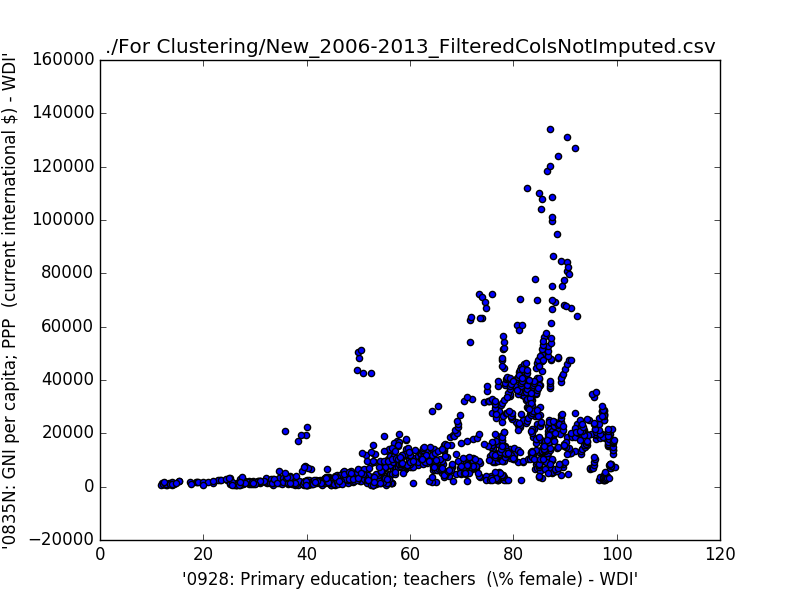 ./For Clustering/New_2006-2013_FilteredColsNotImputed.csv
160000
140000
120000
100000
80000
60000
40000
20000
0
−20000
'0835N: GNI per capita; PPP  (current international $) - WDI'
0 20 40 60 80 100 120
'0928: Primary education; teachers  (\% female) - WDI'